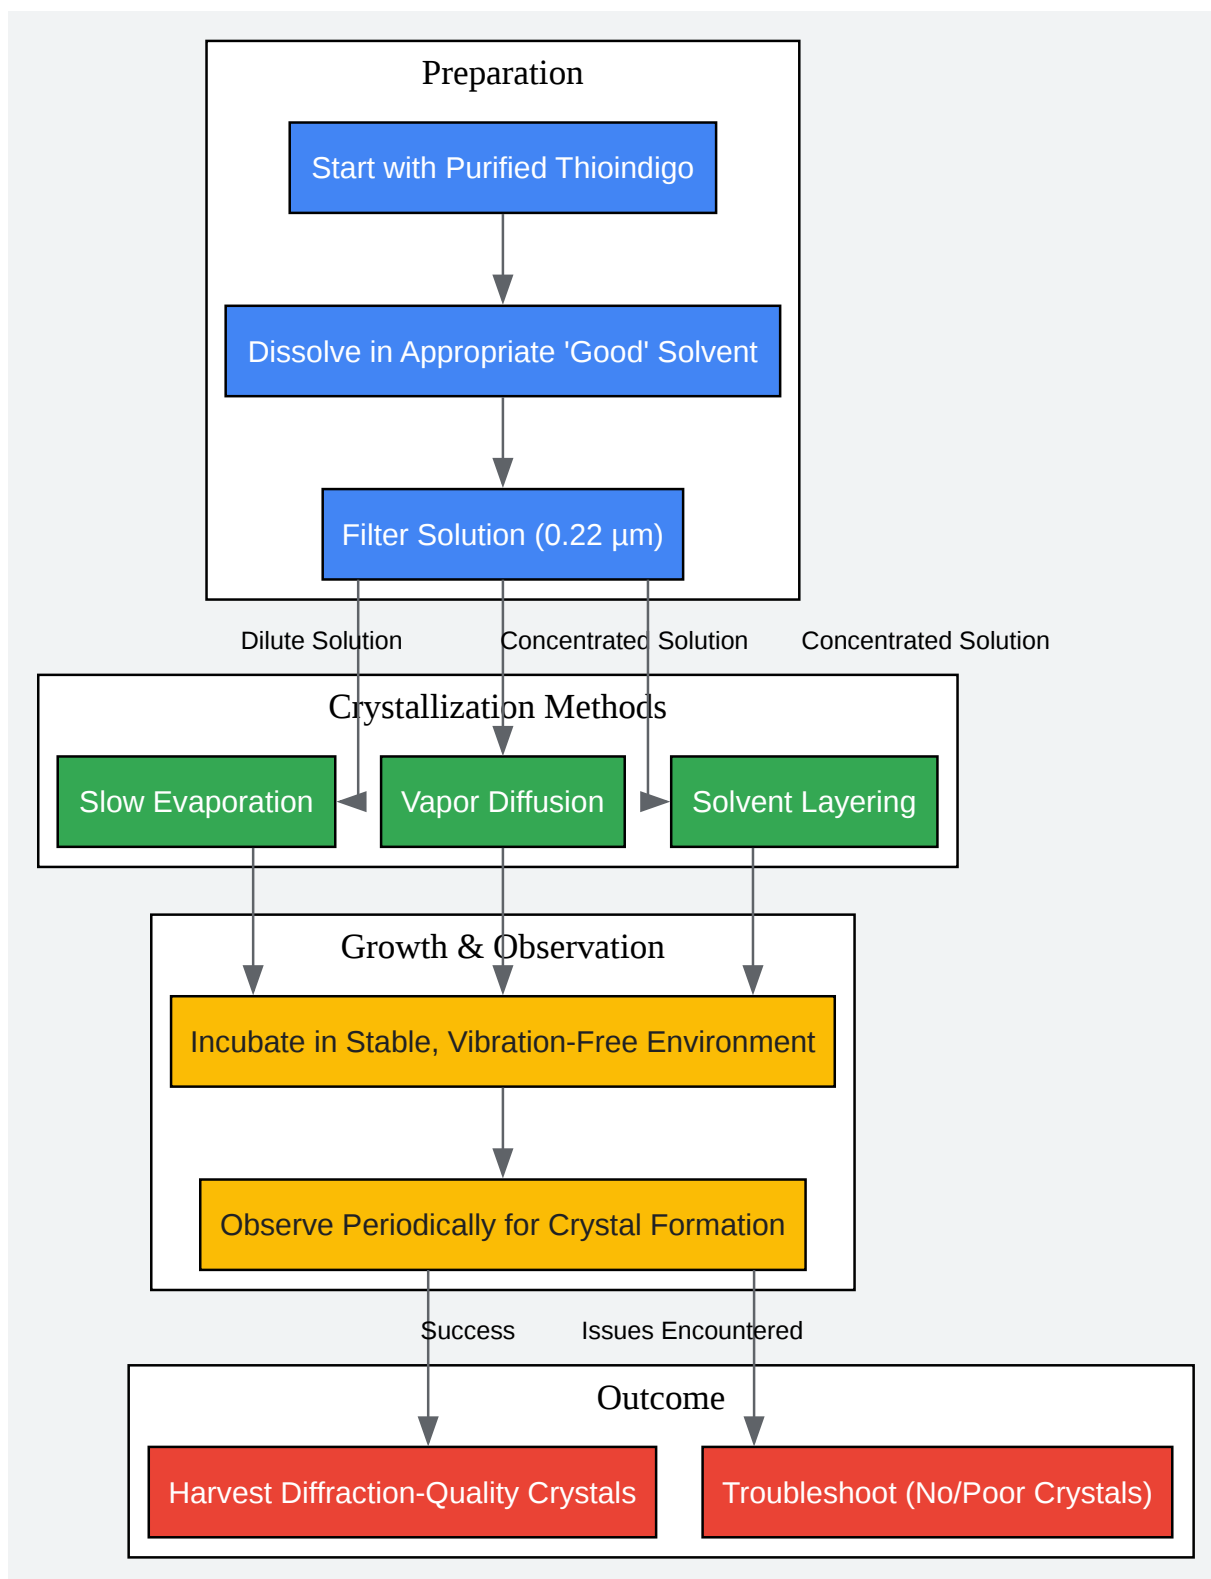 Preparation
Start with Purified Thioindigo
Dissolve in Appropriate 'Good' Solvent
Filter Solution (0.22 µm)
Dilute Solution
Concentrated Solution
Concentrated Solution
Crystallization Methods
Slow Evaporation
Vapor Diffusion
Solvent Layering
Growth & Observation
Incubate in Stable, Vibration-Free Environment
Observe Periodically for Crystal Formation
Success
Issues Encountered
Outcome
Harvest Diffraction-Quality Crystals
Troubleshoot (No/Poor Crystals)